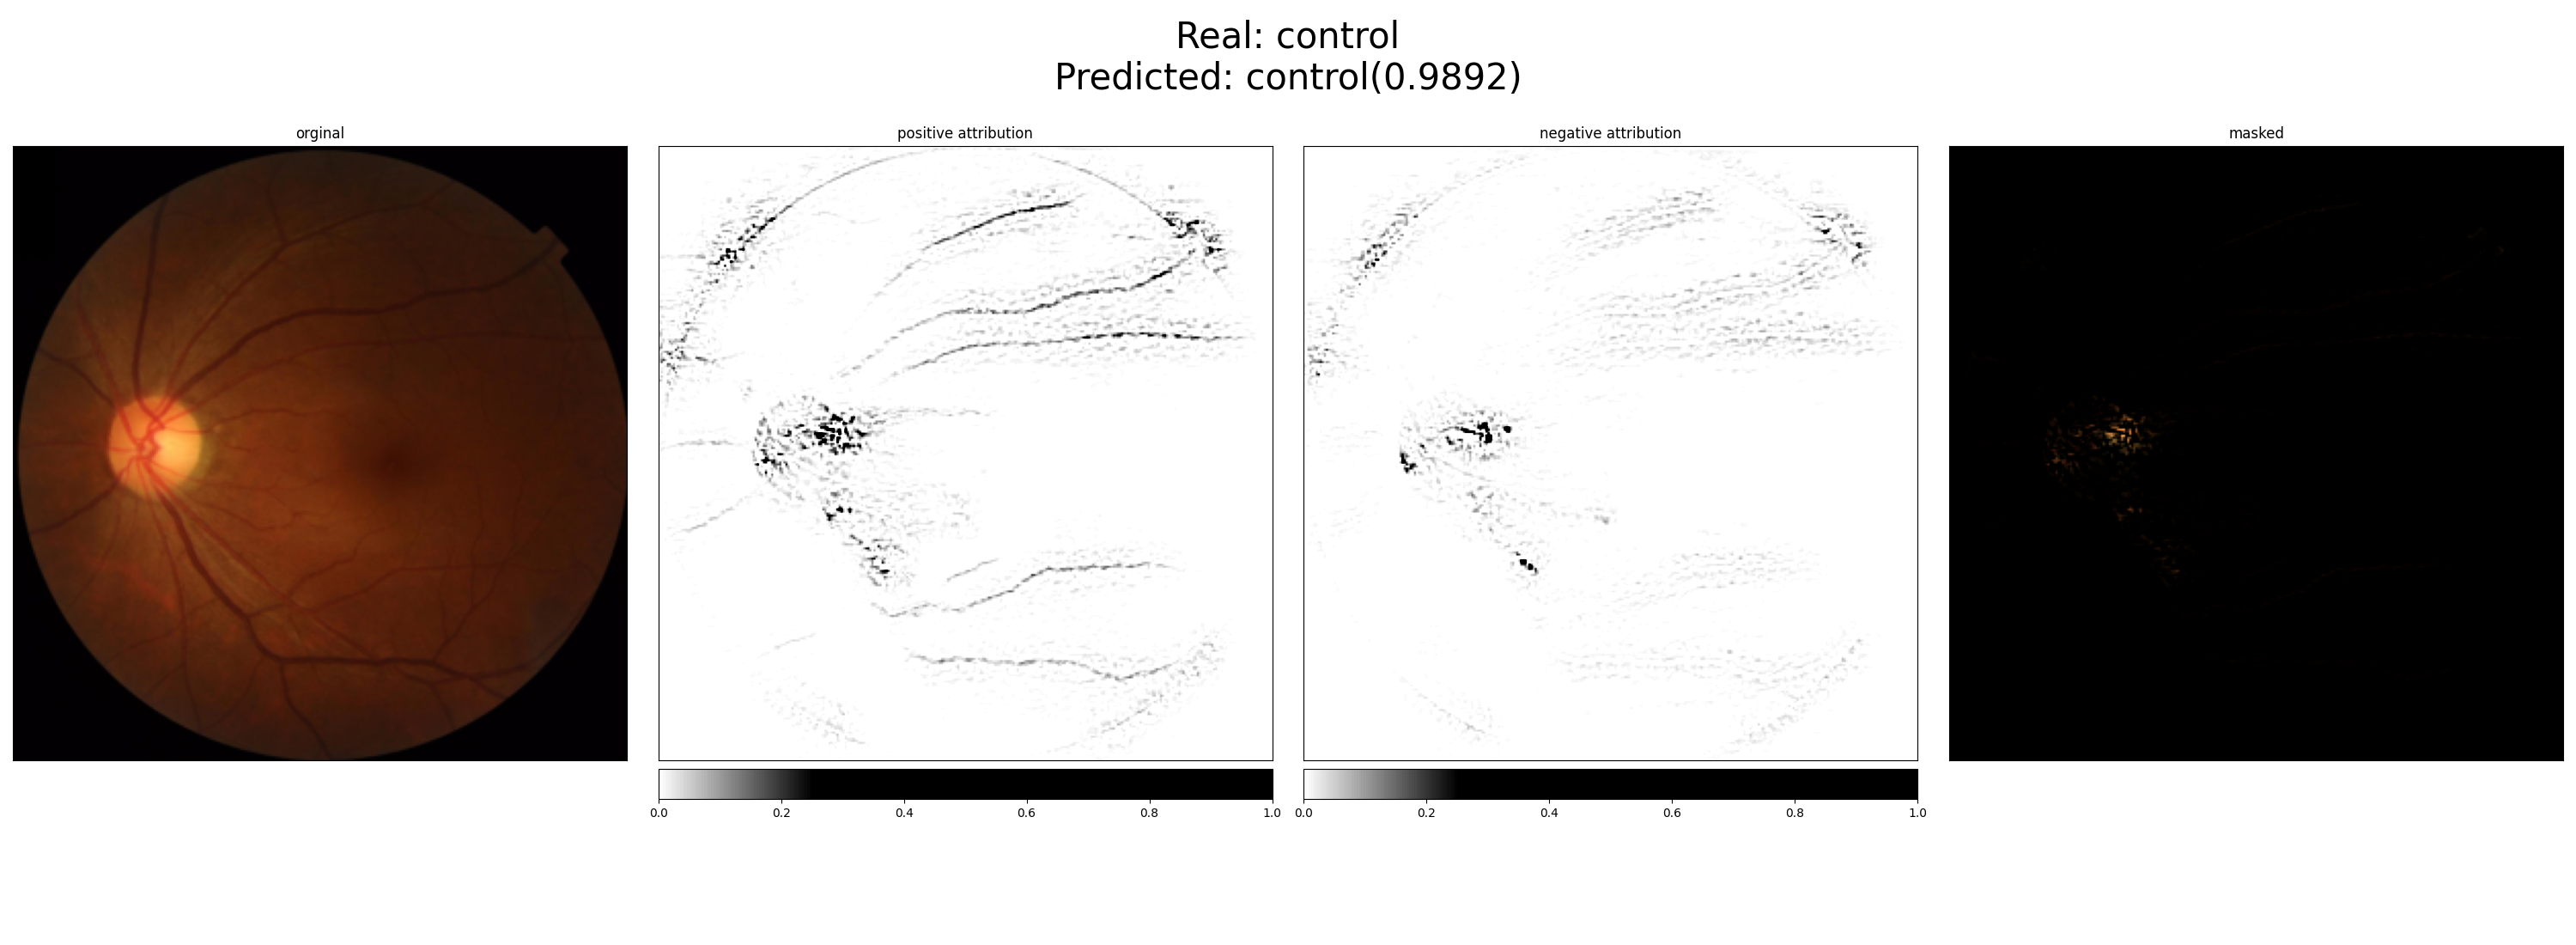 Real: control
Predicted: control(0.9892)
orginal
positive attribution
negative attribution
masked
0.0 0.2 0.4 0.6 0.8 1.0
0.0 0.2 0.4 0.6 0.8 1.0